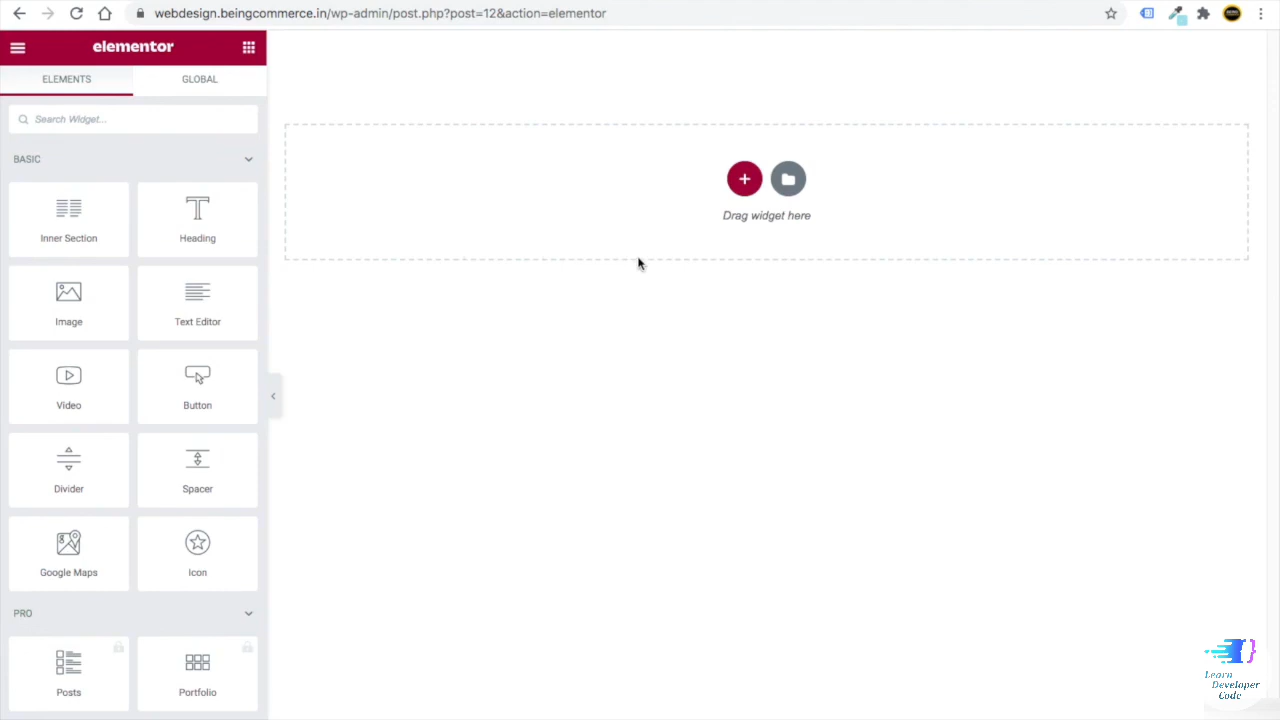 webdesign.beingcommerce.in/wp-admin/post.php?post=12&action=elementor
elementor
ELEMENTS GLOBAL
Search Widget...
BASIC
Inner Section Heading
Image Text Editor
Video Button
Divider Spacer
Google Maps Icon
PRO
Posts Portfolio
Drag widget here
Learn
Developer
Code